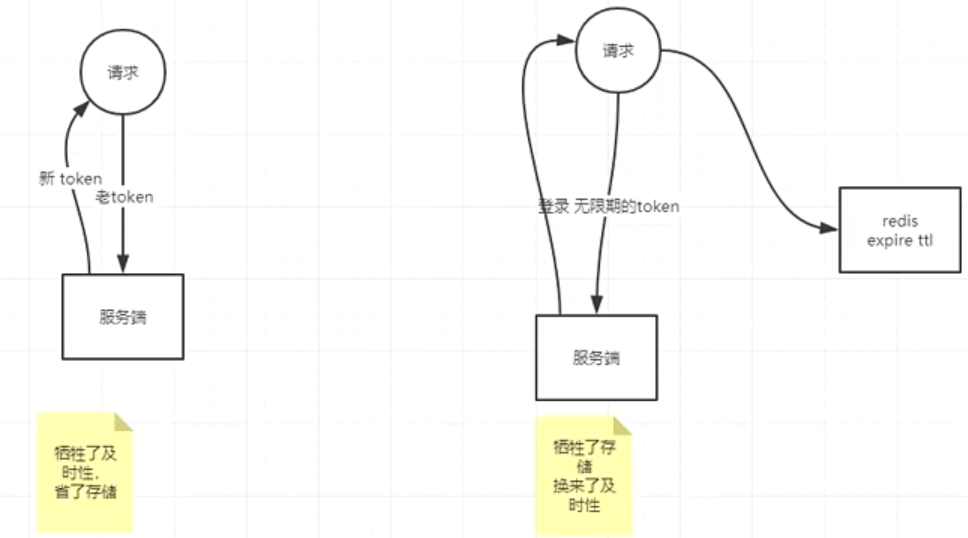 请求
新 token
老token
服务端
牺牲了及
时性，
省了存储
请求
登录 无限期的token
redis
expire ttl
服务端
牺牲了存
储
换来了及
时性